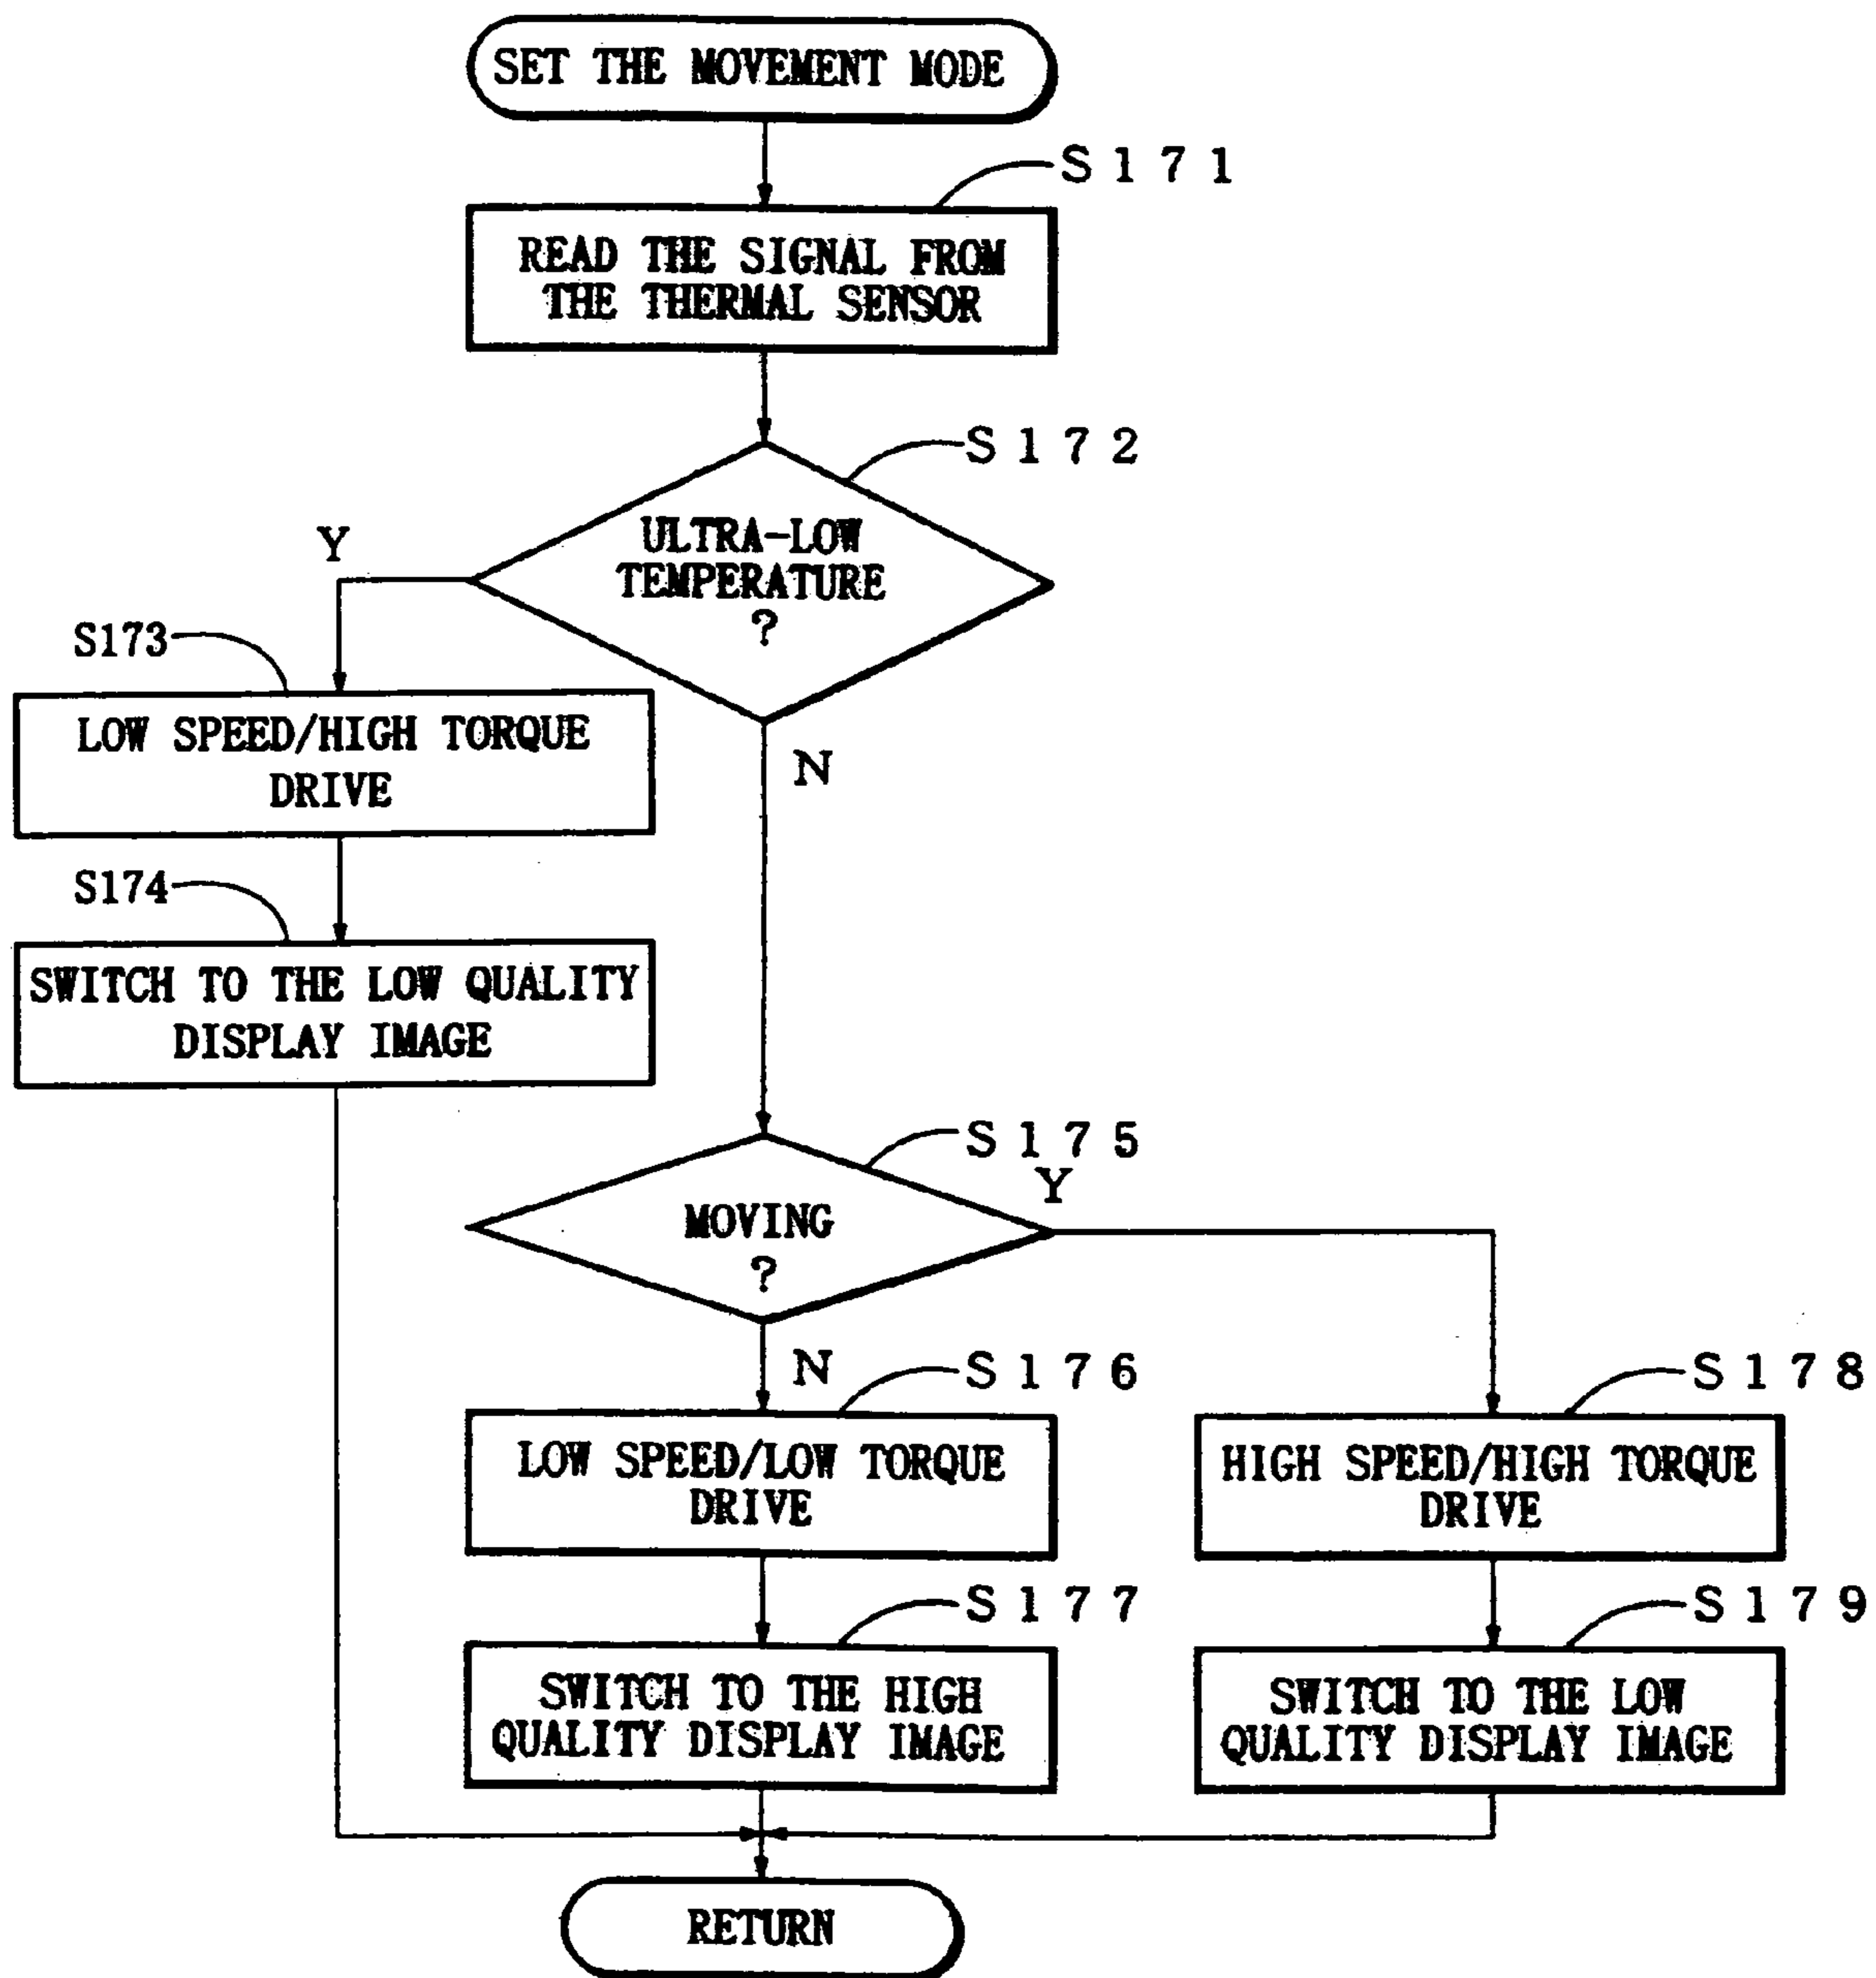 SET THE MOVEMENT MODE
S171
READ THE SIGNAL FROM
THE THERMAL SENSOR
S172
ULTRA-LOW
TEMPERATURE
?
Y
N
S173
LOW SPEED/HIGH TORQUE
DRIVE
S174
SWITCH TO THE LOW QUALITY
DISPLAY IMAGE
S175
MOVING
?
Y
N
S176
LOW SPEED/LOW TORQUE
DRIVE
S178
HIGH SPEED/HIGH TORQUE
DRIVE
S177
SWITCH TO THE HIGH
QUALITY DISPLAY IMAGE
S179
SWITCH TO THE LOW
QUALITY DISPLAY IMAGE
RETURN